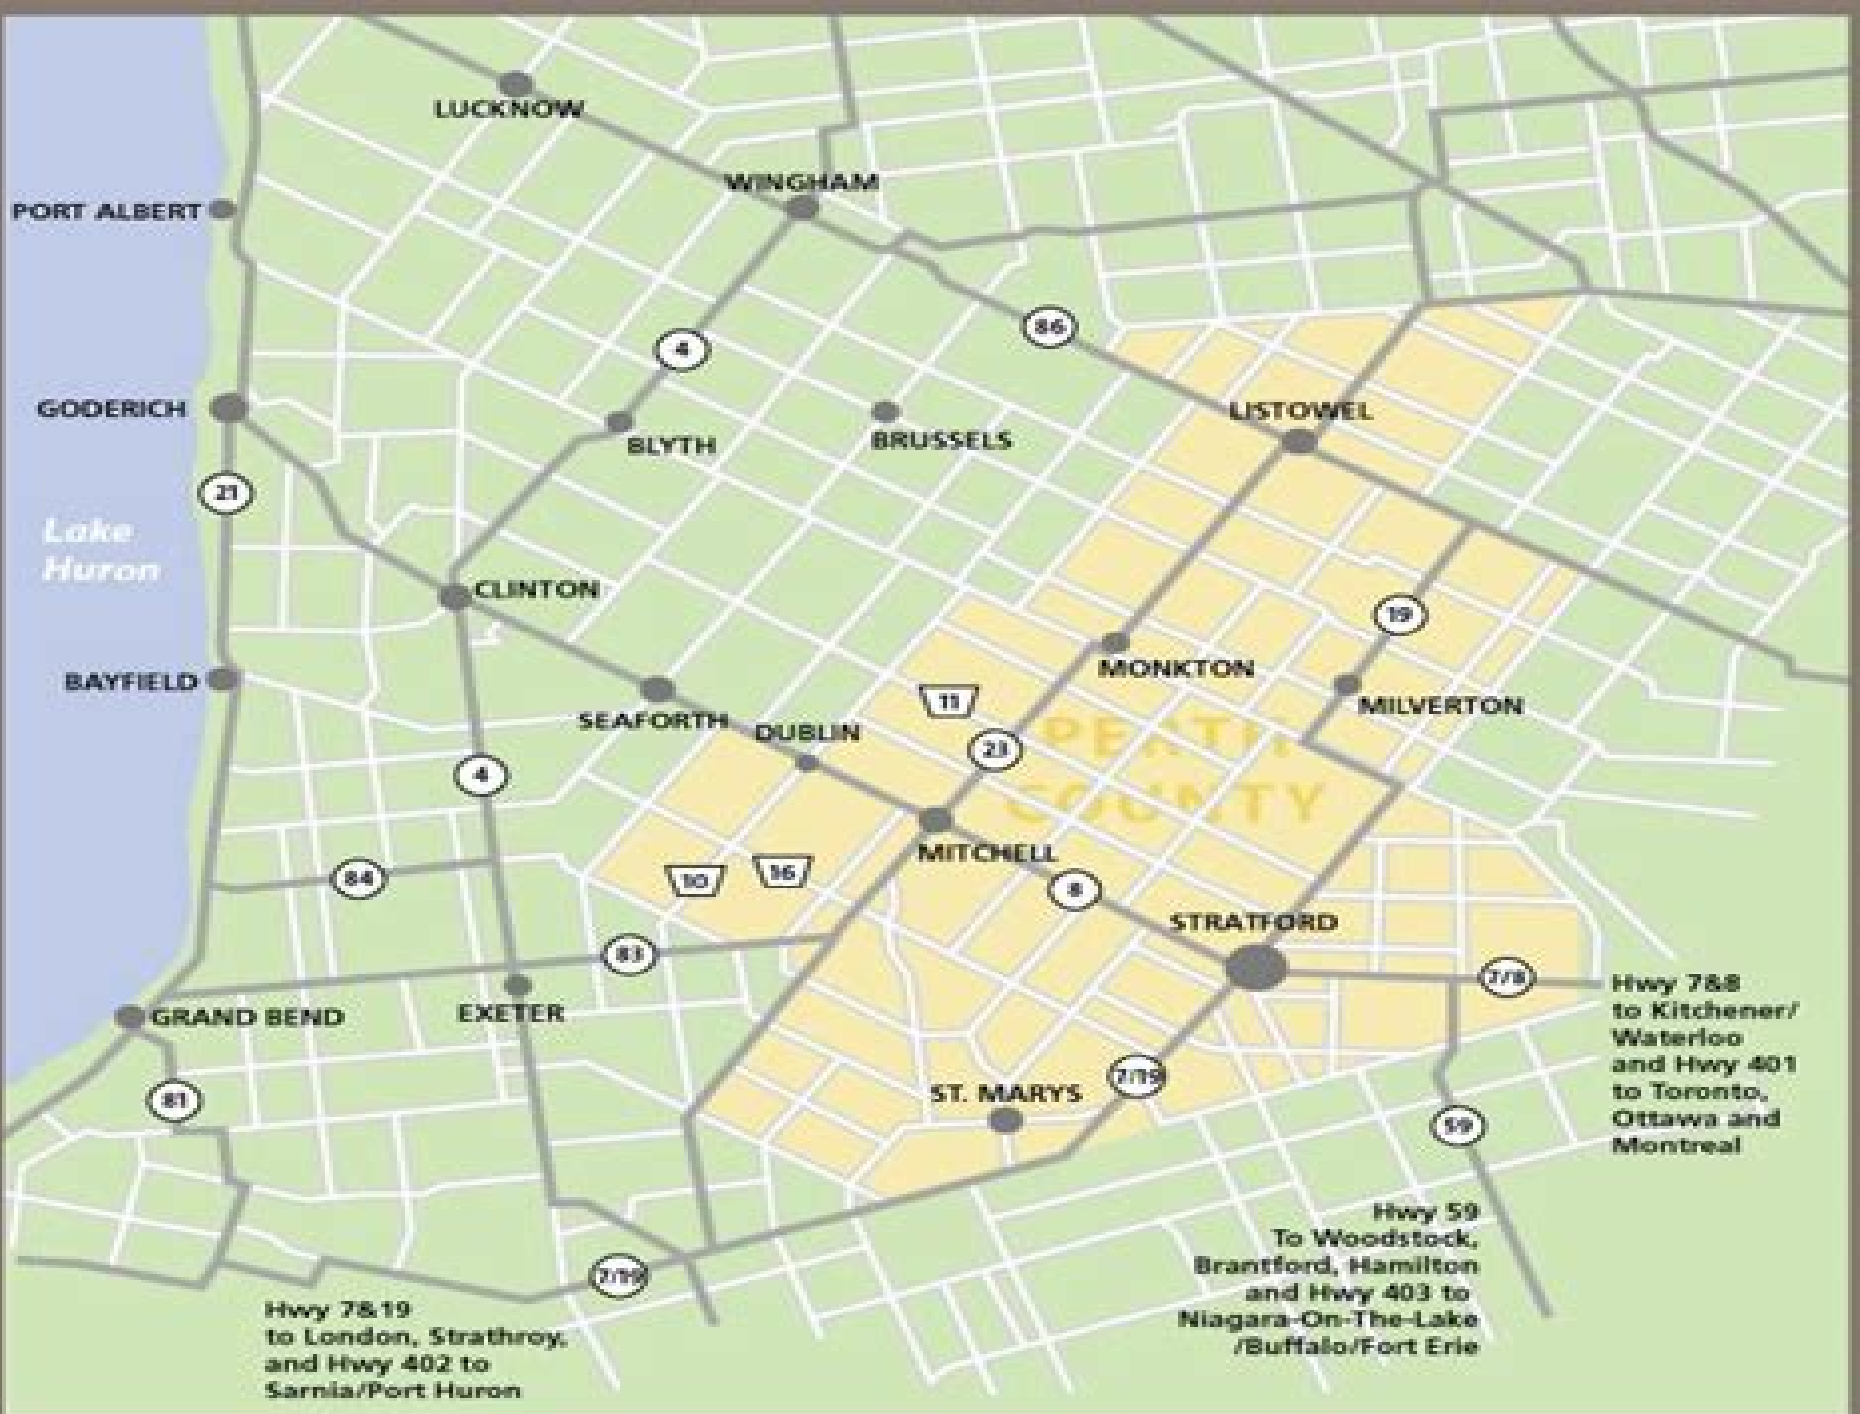 LUCKNOW
WINGHAM
PORT ALBERT
86
4
GODERICH
LISTOWEL
BLYTH
BRUSSELS
21
Lake
Huron
CLINTON
19
MONKTON
BAYFIELD
11
MILVERTON
SEAFORTH
DUBLIN
23
PERTH
COUNTY
4
MITCHELL
84
10
16
8
STRATFORD
83
7/8
GRAND BEND
EXETER
Hwy 7&8
to Kitchener/
Waterloo
and Hwy 401
to Toronto,
Ottawa and
Montreal
81
ST. MARYS
7/19
59
Hwy 59
To Woodstock,
Brantford, Hamilton
and Hwy 403 to
Niagara-On-The-Lake
/Buffalo/Fort Erie
7/19
Hwy 7&19
to London, Strathroy,
and Hwy 402 to
Sarnia/Port Huron